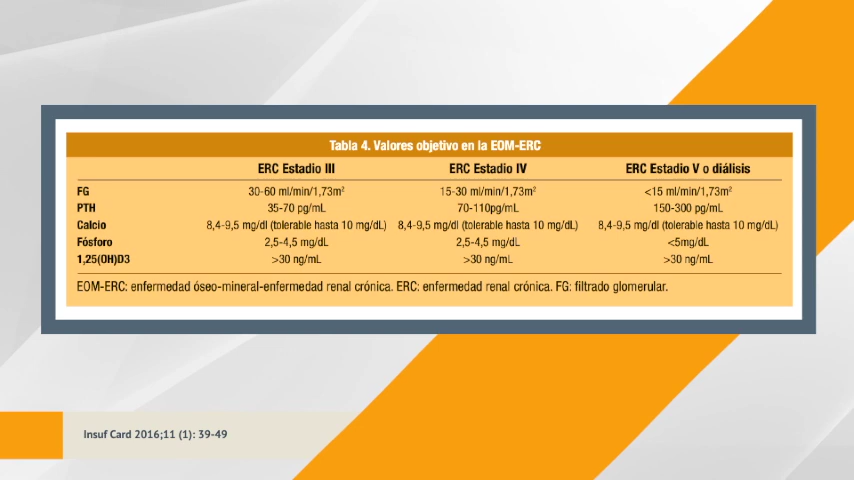 Tabla 4. Valores objetivo en la EOM-ERC
ERC Estadio III ERC Estadio IV ERC Estadio V o diálisis
FG 30-60 ml/min/1,73m² 15-30 ml/min/1,73m² <15 ml/min/1,73m²
PTH 35-70 pg/mL 70-110pg/mL 150-300 pg/mL
Calcio 8,4-9,5 mg/dl (tolerable hasta 10 mg/dL) 8,4-9,5 mg/dl (tolerable hasta 10 mg/dL) 8,4-9,5 mg/dl (tolerable hasta 10 mg/dL)
Fósforo 2,5-4,5 mg/dL 2,5-4,5 mg/dL <5mg/dL
1,25(OH)D3 >30 ng/mL >30 ng/mL >30 ng/mL
EOM-ERC: enfermedad óseo-mineral-enfermedad renal crónica. ERC: enfermedad renal crónica. FG: filtrado glomerular.
Insuf Card 2016;11 (1): 39-49